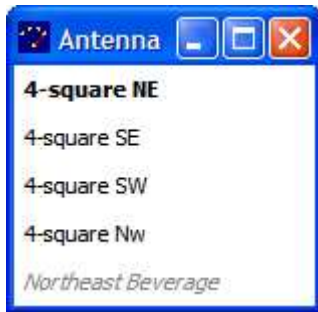 Antenna
4-square NE
4-square SE
4-square SW
4-square Nw
Northeast Beverage